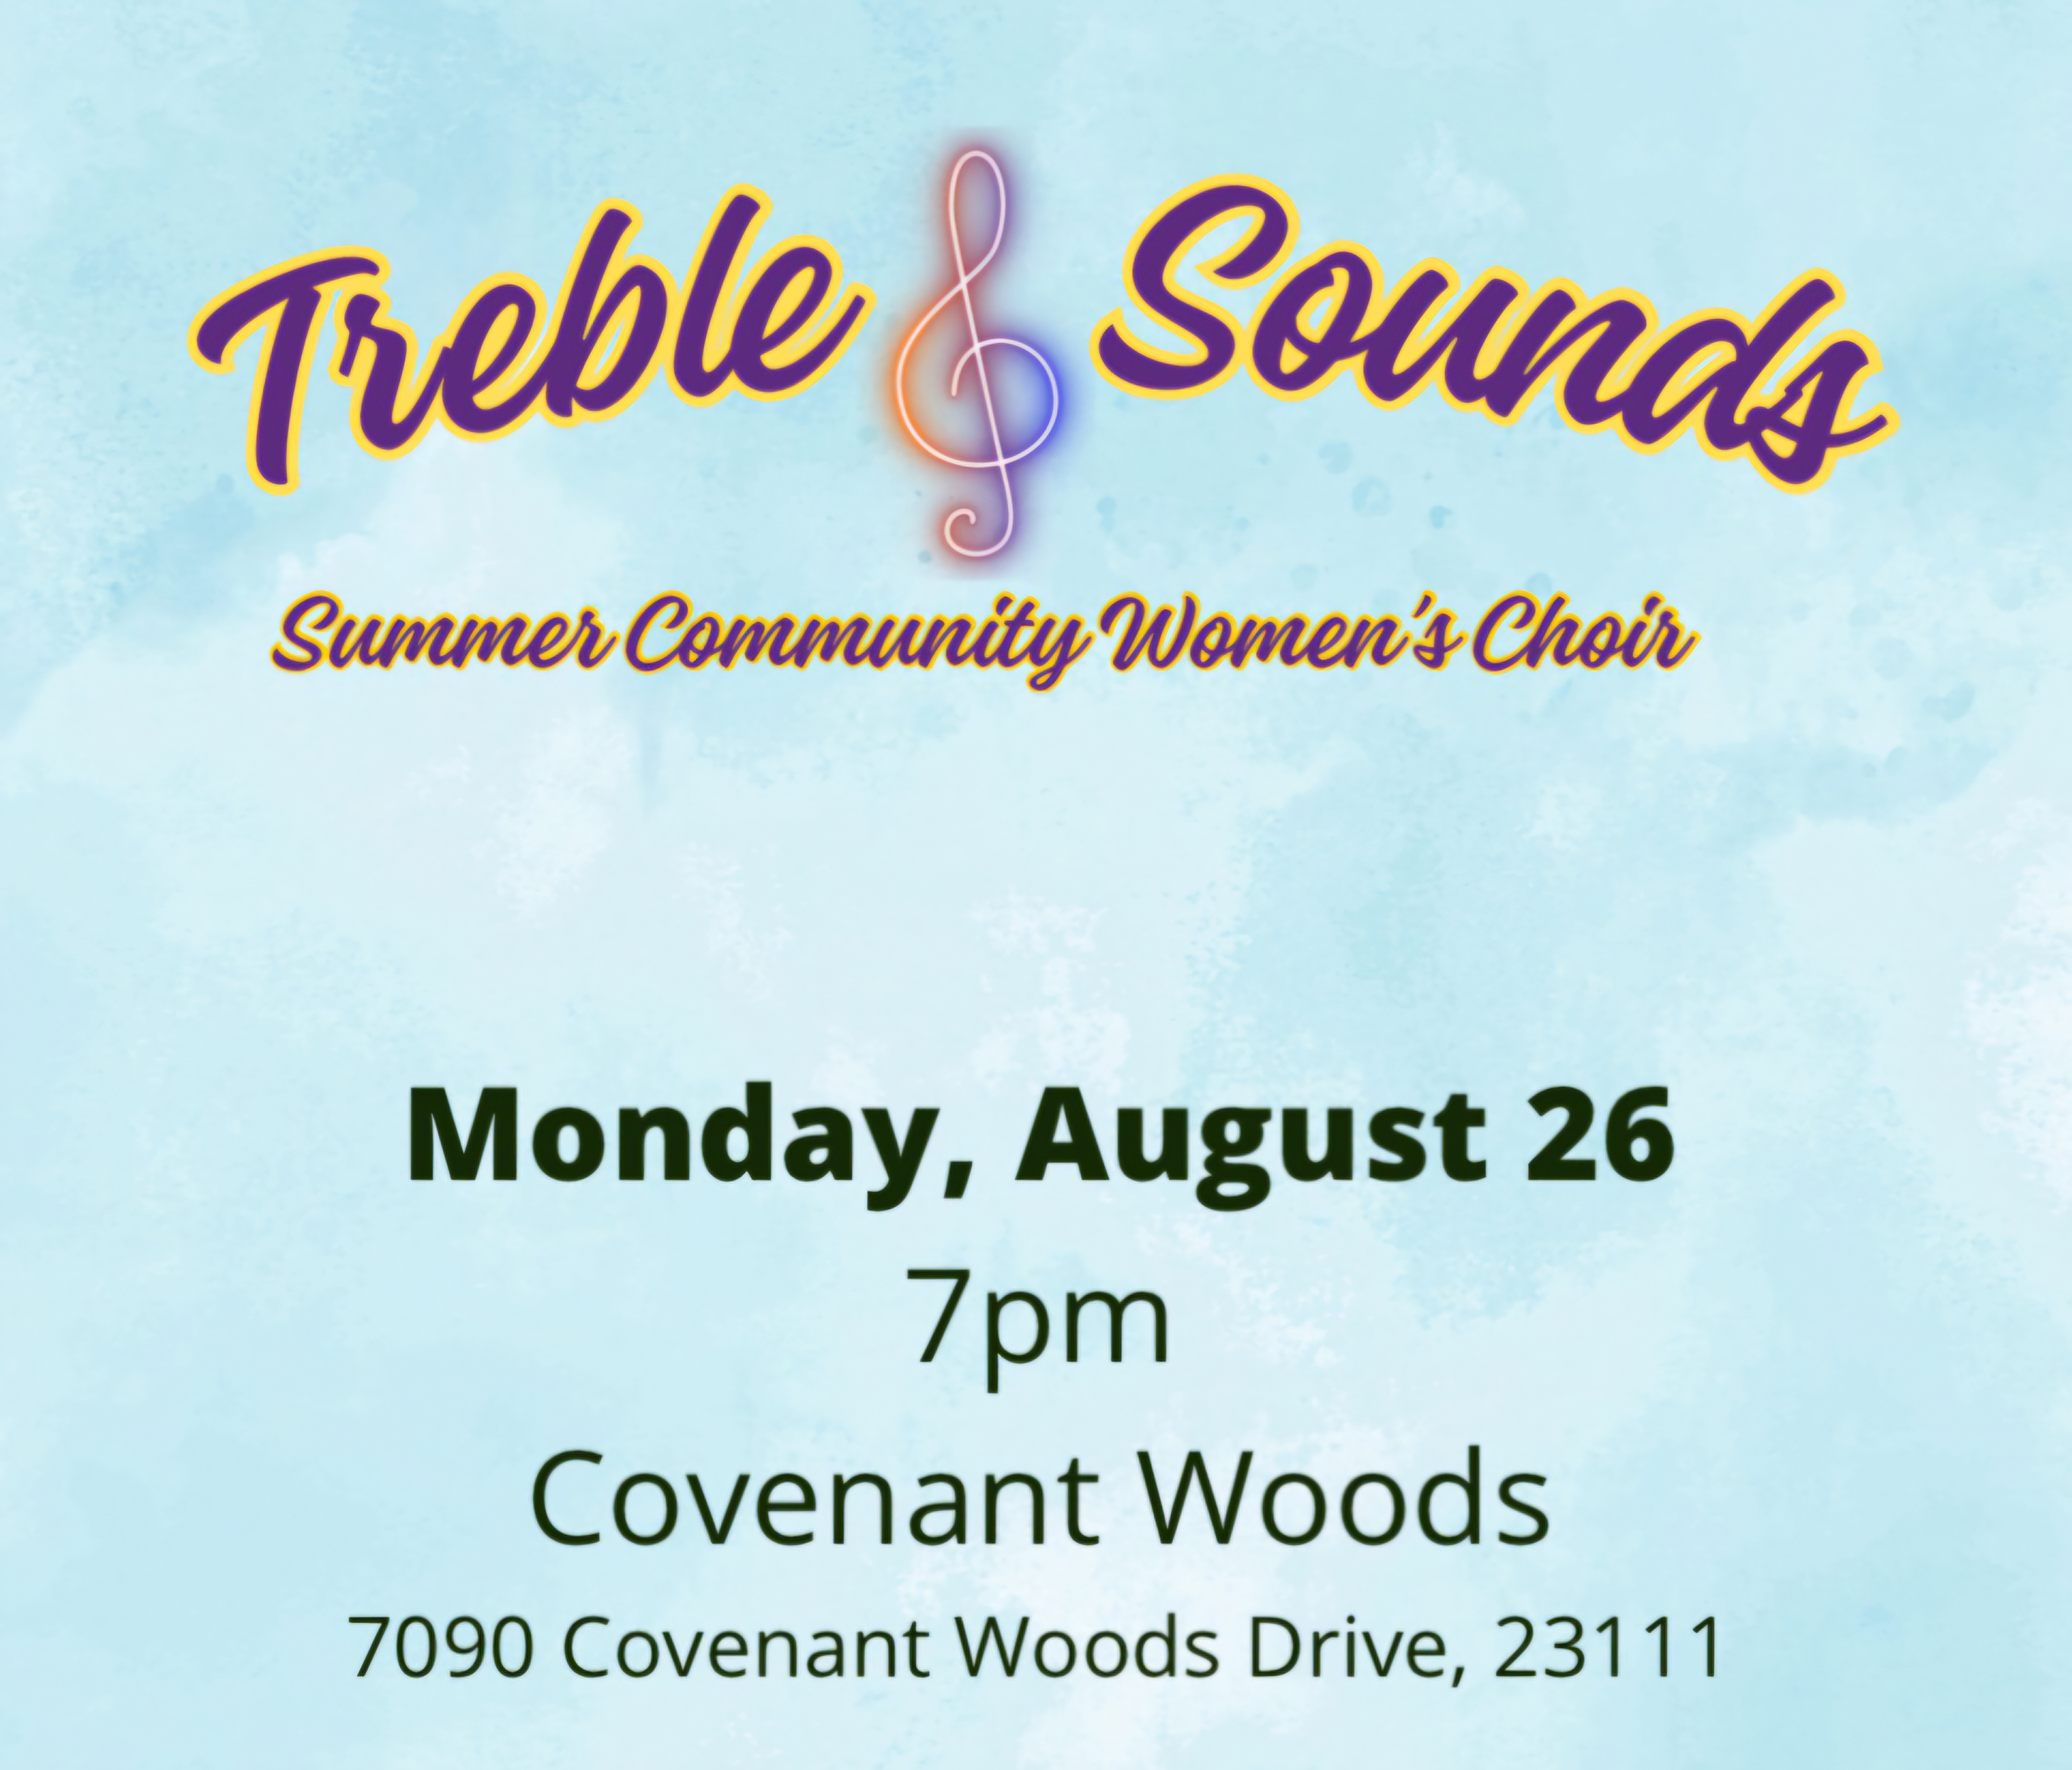 Treble Sounds
Summer Community Women's Choir
Monday, August 26
7pm
Covenant Woods
7090 Covenant Woods Drive, 23111